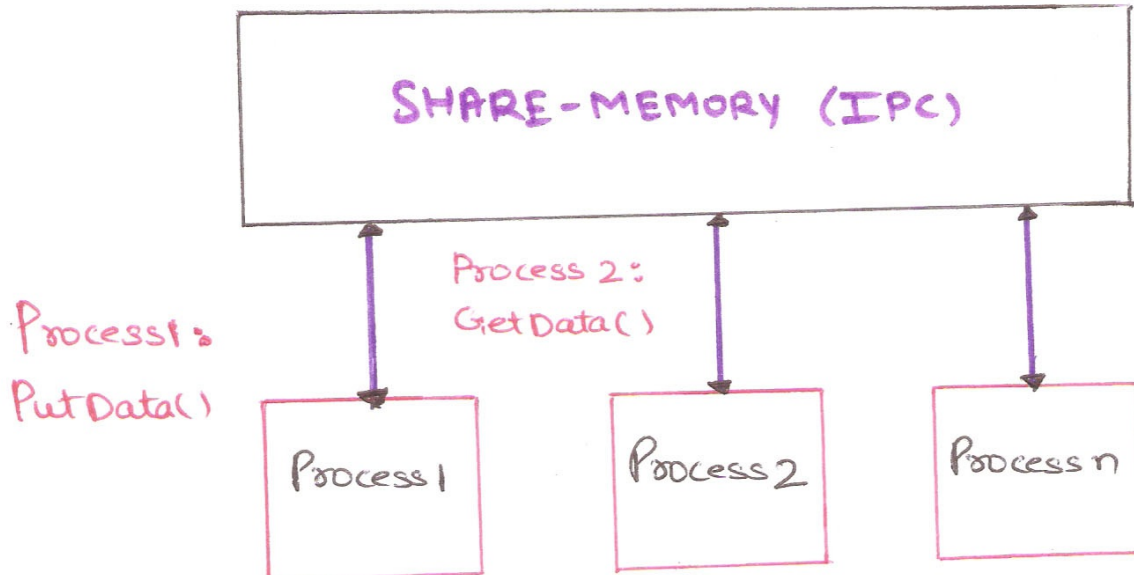 SHARE-MEMORY (IPC)
Process 2:
GetData()
Process1:
PutData()
Process1
Process2
Processn